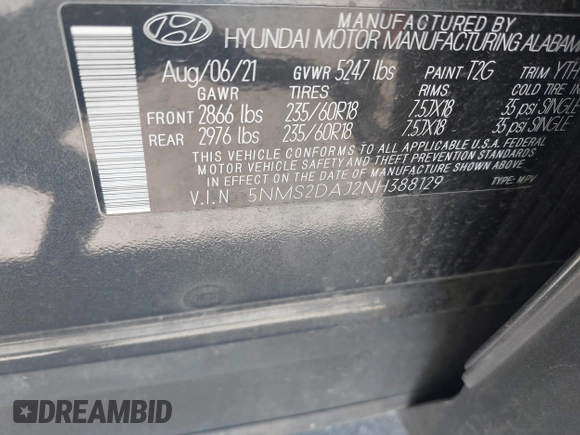 MANUFACTURED BY
HYUNDAI MOTOR MANUFACTURING ALABAMA
Aug/06/21 GVWR 5247 lbs PAINT T2G TRIM YTH
GAWR TIRES RIMS: COLD TIRE IN
FRONT 2866 lbs 235/60R18 7.5JX18 35 psi SINGLE
REAR 2976 lbs 235/60R18 7.5JX18 35 psi SINGLE
THIS VEHICLE CONFORMS TO ALL APPLICABLE U.S.A. FEDERAL
MOTOR VEHICLE SAFETY AND THEFT PREVENTION STANDARDS
IN EFFECT ON THE DATE OF MANUFACTURE SHOWN ABOVE.
V.I.N 5NMS2DAJ2NH388129 TYPE: MPV
DREAMBID